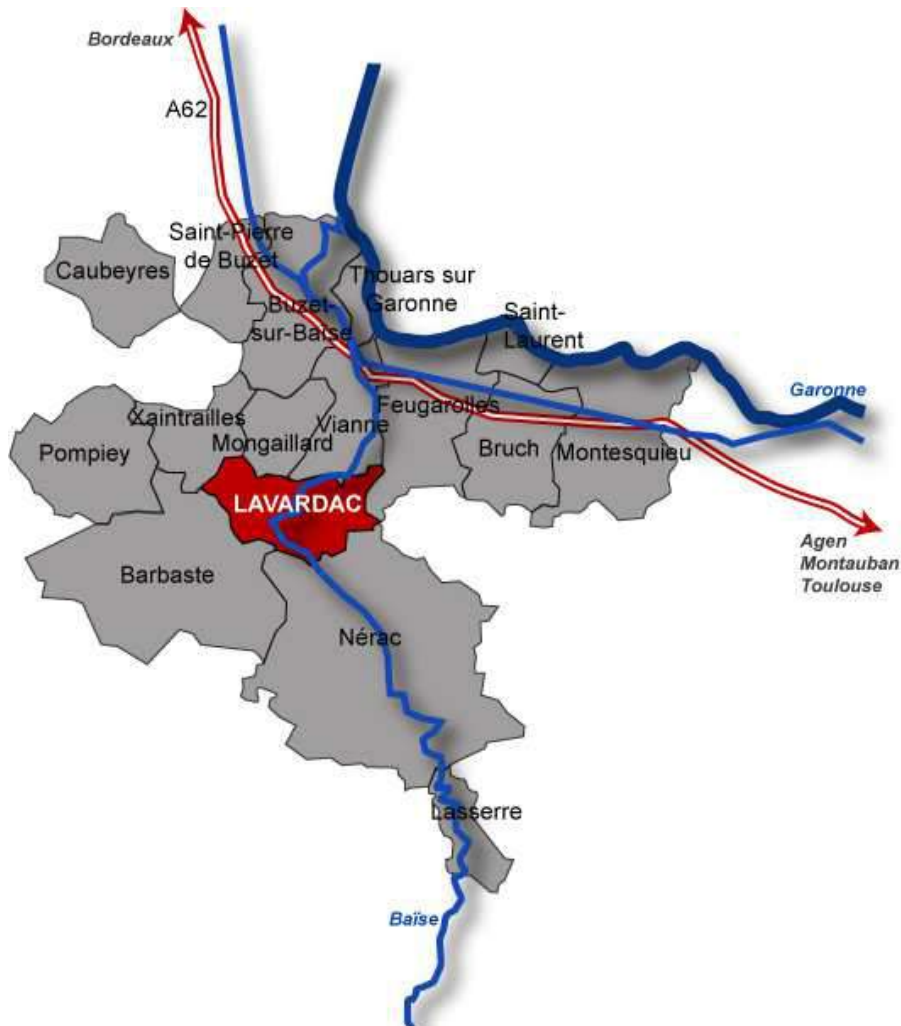 Bordeaux
A62
Saint-Pierre
de Buzet
Caubeyres
Thouars sur
Garonne
Buzet-
sur-Baïse
Saint-
Laurent
Garonne
Feugarolles
Xaintrailles
Mongaillard
Vianne
Pompiey
Bruch
Montesquieu
LAVARDAC
Agen
Montauban
Toulouse
Barbaste
Nérac
Lasserre
Baïse